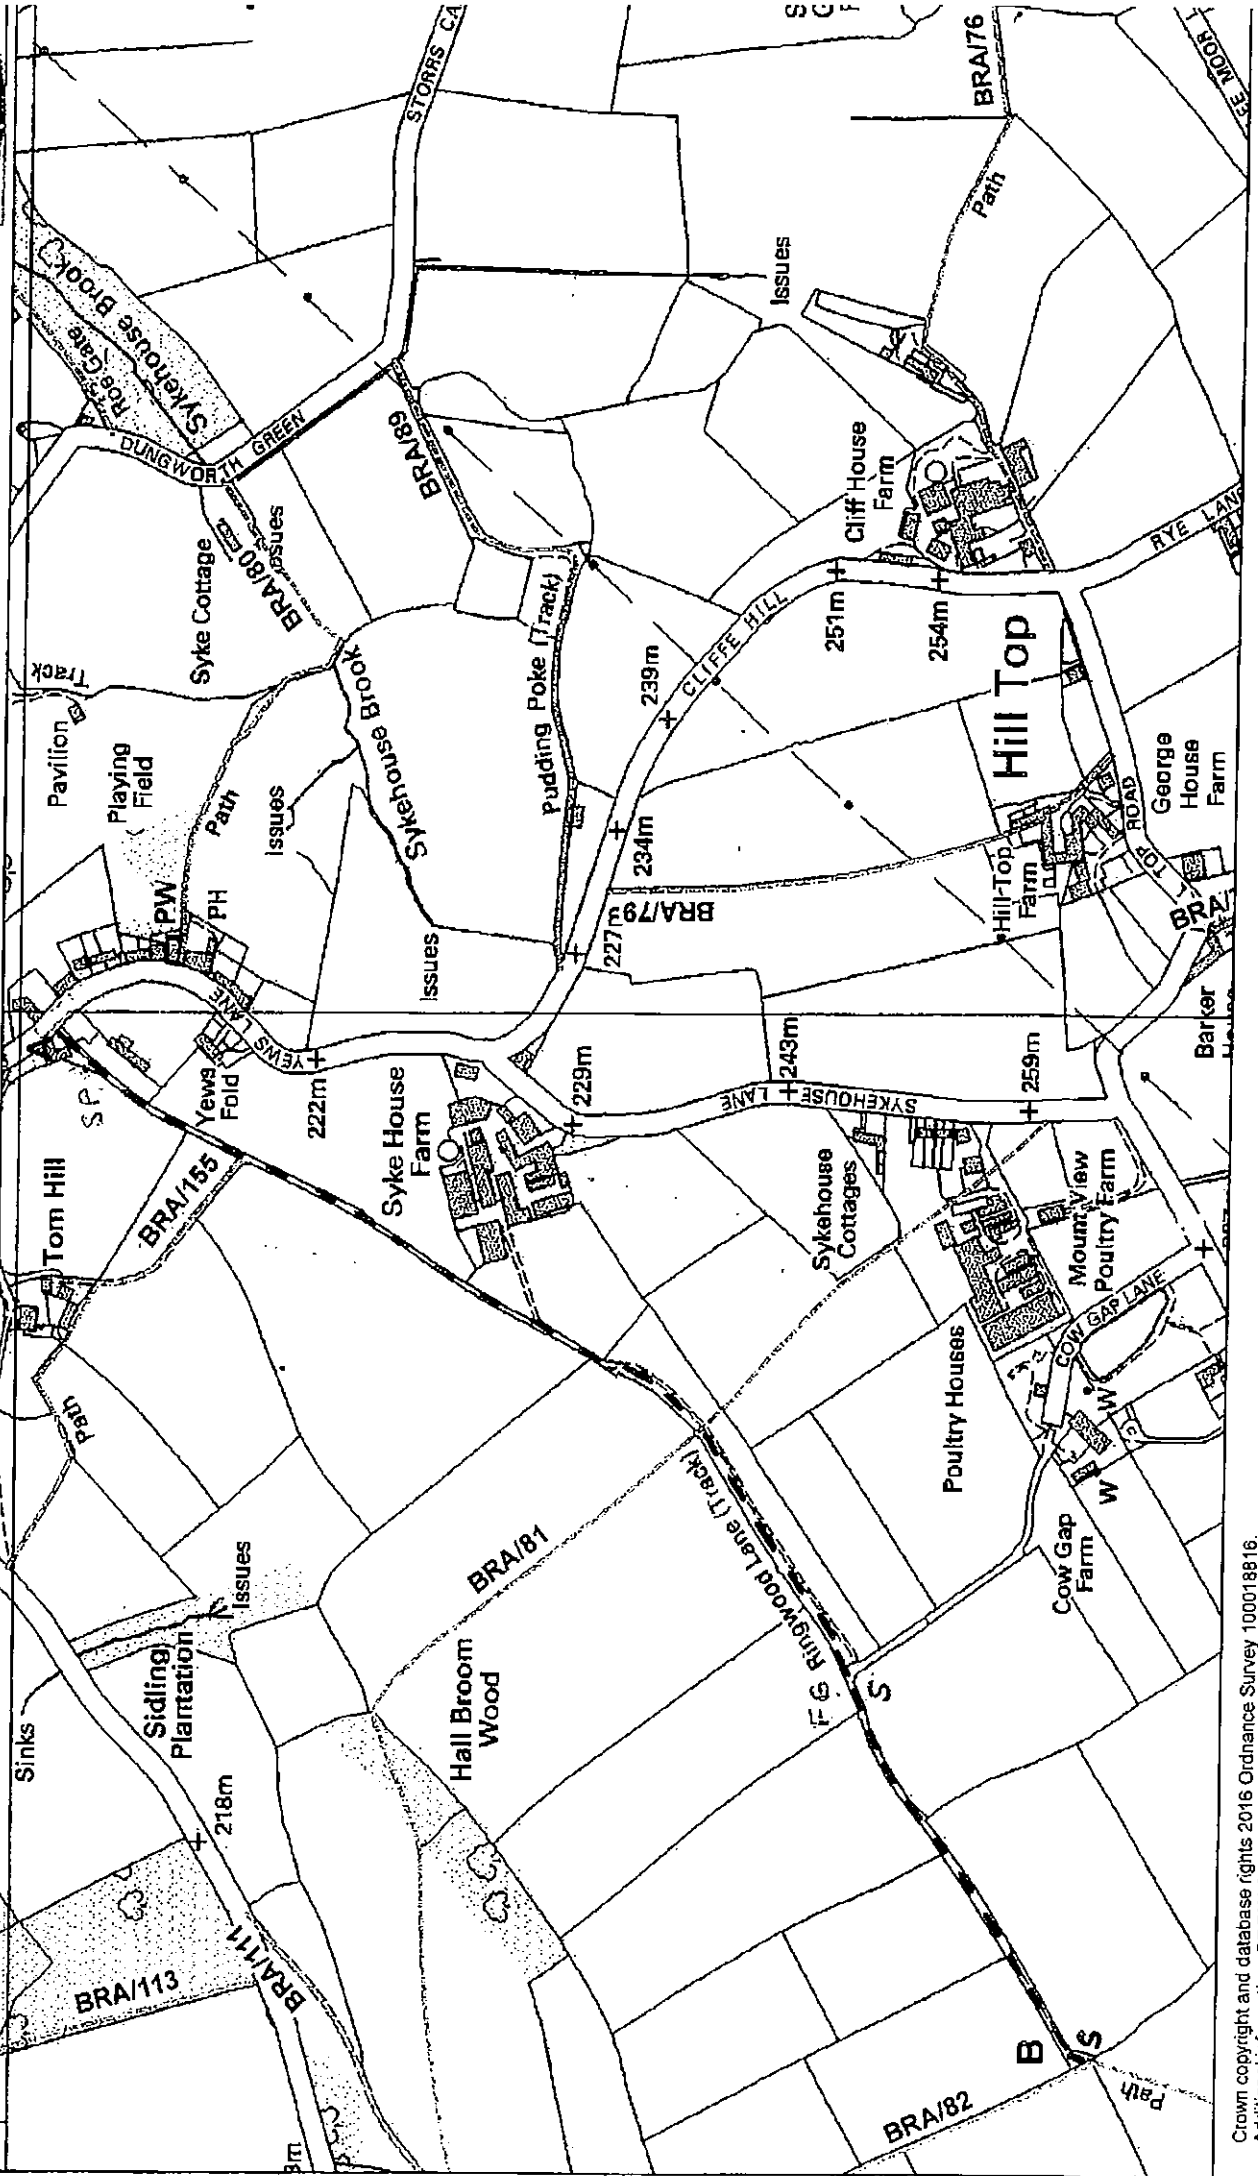 Sinks
Tom Hill
Pavilion
Track
Playing
Field
Syke Cottage
DUNGWORTH GREEN
Roe Gate
Sykehouse Brook
STORRS CA
BRA/113
BRA/111
218m
Sidling
Plantation
Issues
Path
BRA/155
SP
A
Yews
Fold
YEWS LANE
PW
PH
Path
BRA/80
Issues
222m
Issues
Sykehouse Brook
BRA/89
Hall Broom
Wood
BRA/81
Syke House
Farm
Issues
Pudding Poke (Track)
229m
227m
BRA/79
234m
239m
CLIFFE HILL
Issues
Ringwood Lane (Track)
FG
S
Sykehouse
Cottages
SYKEHOUSE LANE
243m
251m
254m
Cliff House
Farm
Path
BRA/76
Poultry Houses
259m
Hill-Top
Farm
Hill Top
BRA/82
B
S
Path
Cow Gap
Farm
W
W
COW GAP LANE
Mount View
Poultry Farm
Barker
BRA/
L TOP ROAD
George
House
Farm
RYE LANE
EE MOOR
Crown copyright and database rights 2016 Ordnance Survey 100018816.